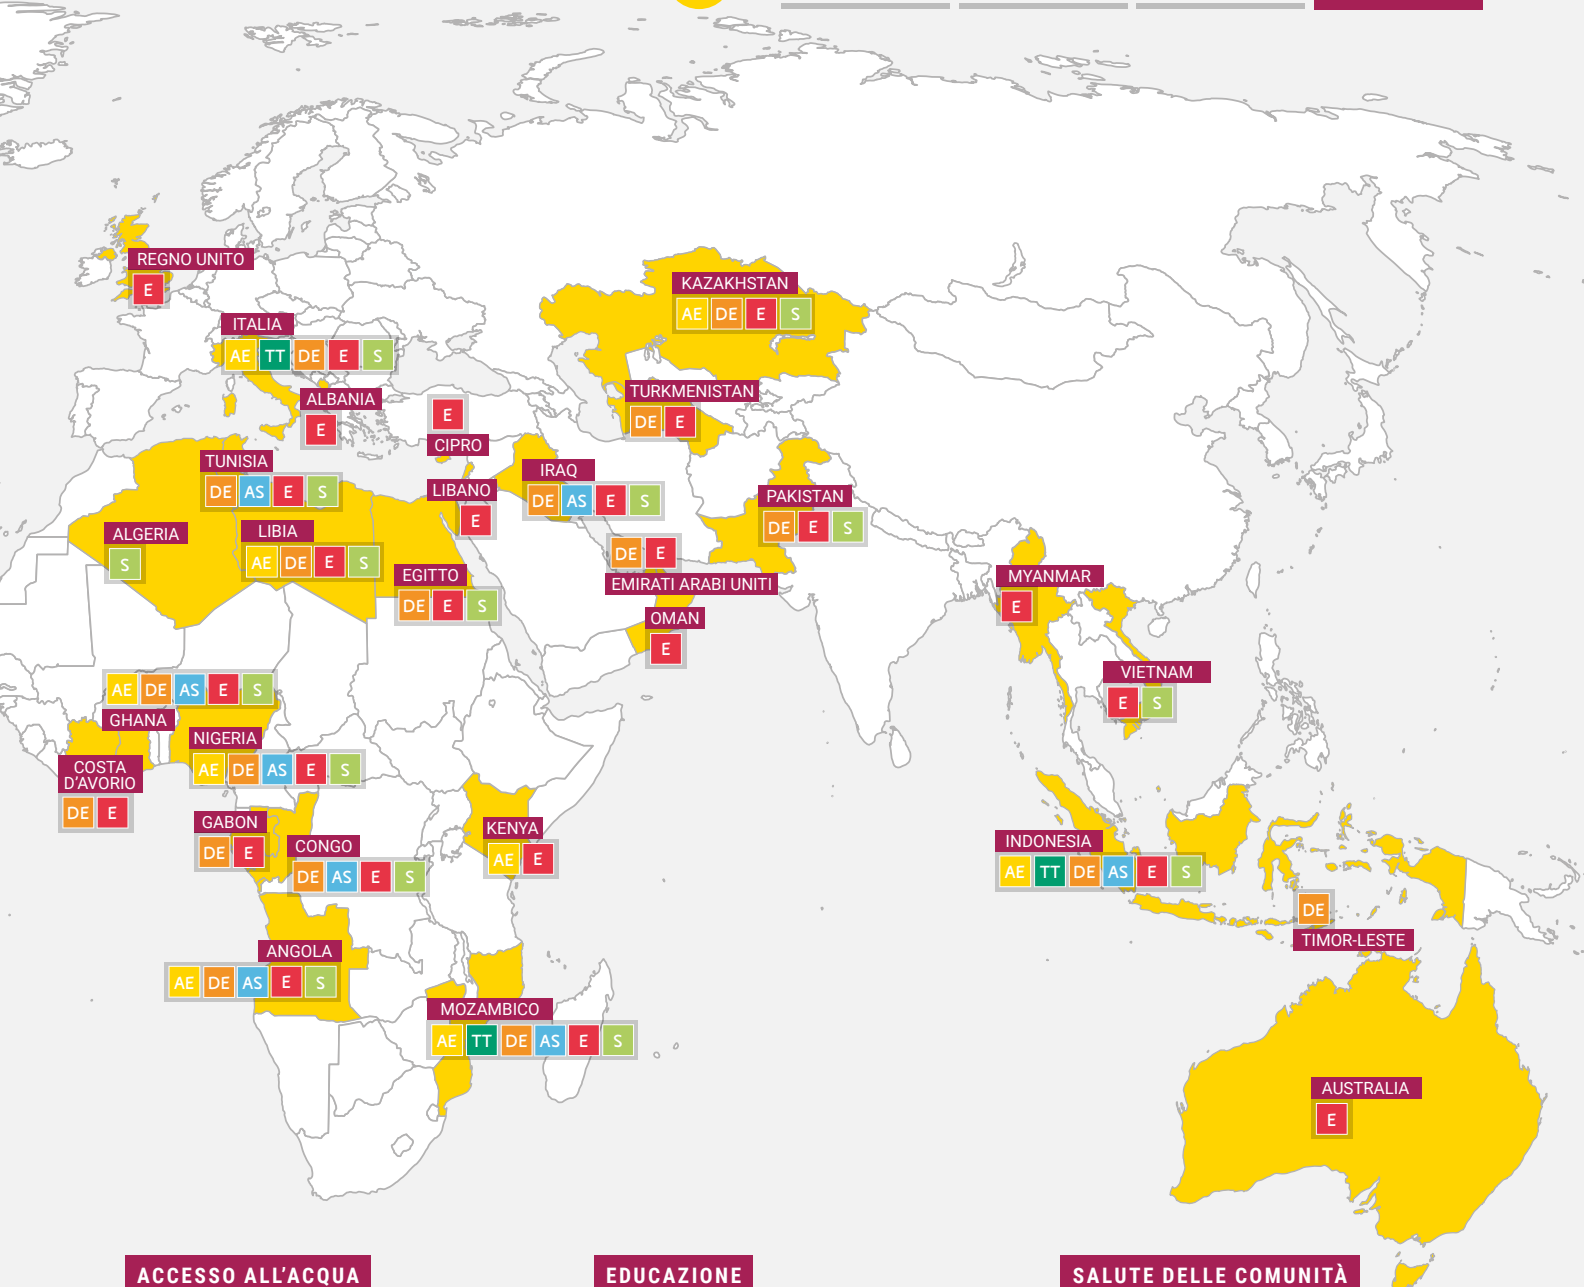 REGNO UNITO
E
KAZAKHSTAN
AE DE E S
ITALIA
AE TT DE E S
TURKMENISTAN
DE E
ALBANIA
E
E
CIPRO
TUNISIA
DE AS E S
IRAQ
DE AS E S
LIBANO
E
PAKISTAN
DE E S
ALGERIA
S
LIBIA
AE DE E S
DE E
EMIRATI ARABI UNITI
EGITTO
DE E S
MYANMAR
E
OMAN
E
VIETNAM
E S
AE DE AS E S
GHANA
NIGERIA
AE DE AS E S
COSTA
D'AVORIO
DE E
GABON
DE E
CONGO
DE AS E S
KENYA
AE E
INDONESIA
AE TT DE AS E S
DE
TIMOR-LESTE
ANGOLA
AE DE AS E S
MOZAMBICO
AE TT DE AS E S
AUSTRALIA
E
ACCESSO ALL'ACQUA
EDUCAZIONE
SALUTE DELLE COMUNITÀ